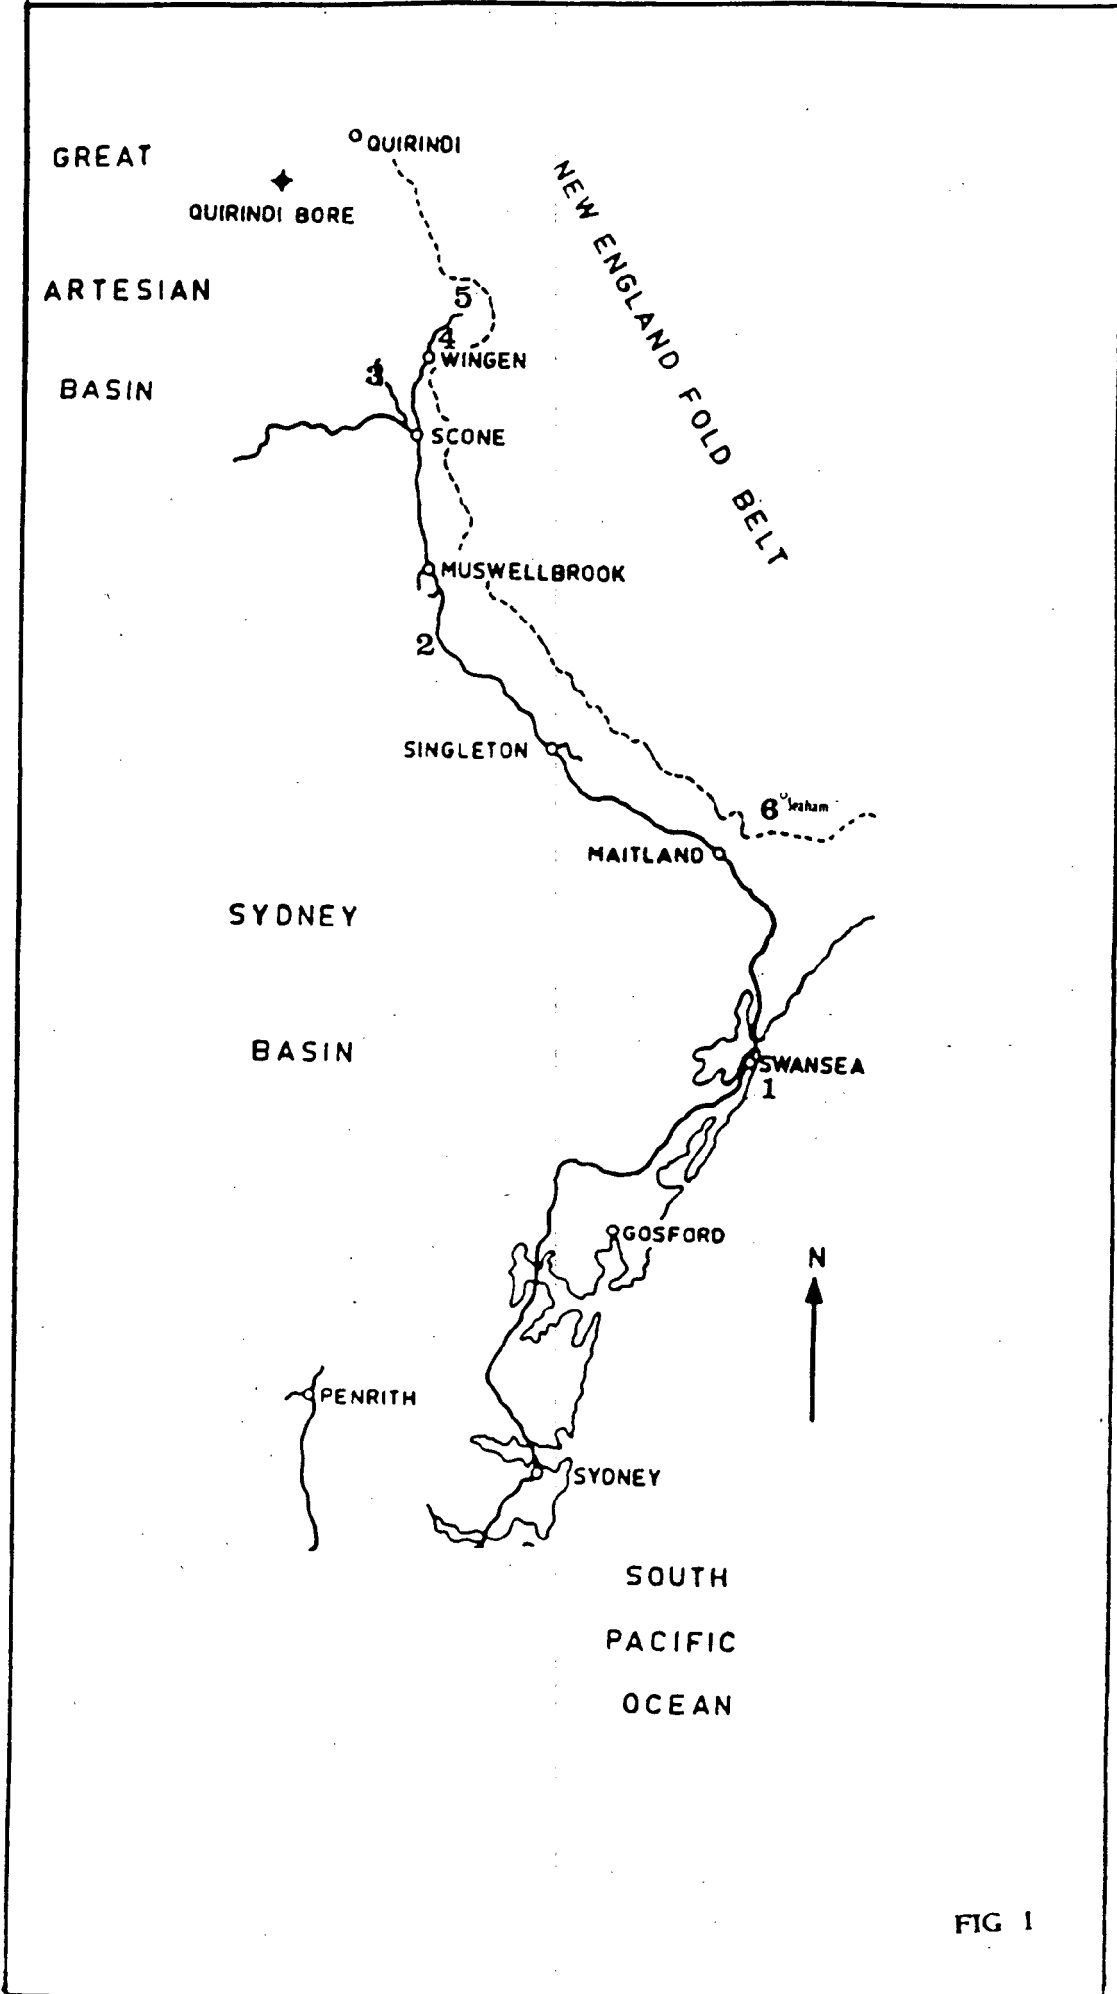 QUIRINDI
GREAT
QUIRINDI BORE
NEW ENGLAND FOLD BELT
ARTESIAN
5
4
WINGEN
3
BASIN
SCONE
MUSWELLBROOK
2
SINGLETON
6 Seaham
MAITLAND
SYDNEY
BASIN
SWANSEA
1
GOSFORD
N
PENRITH
SYDNEY
SOUTH
PACIFIC
OCEAN
FIG 1